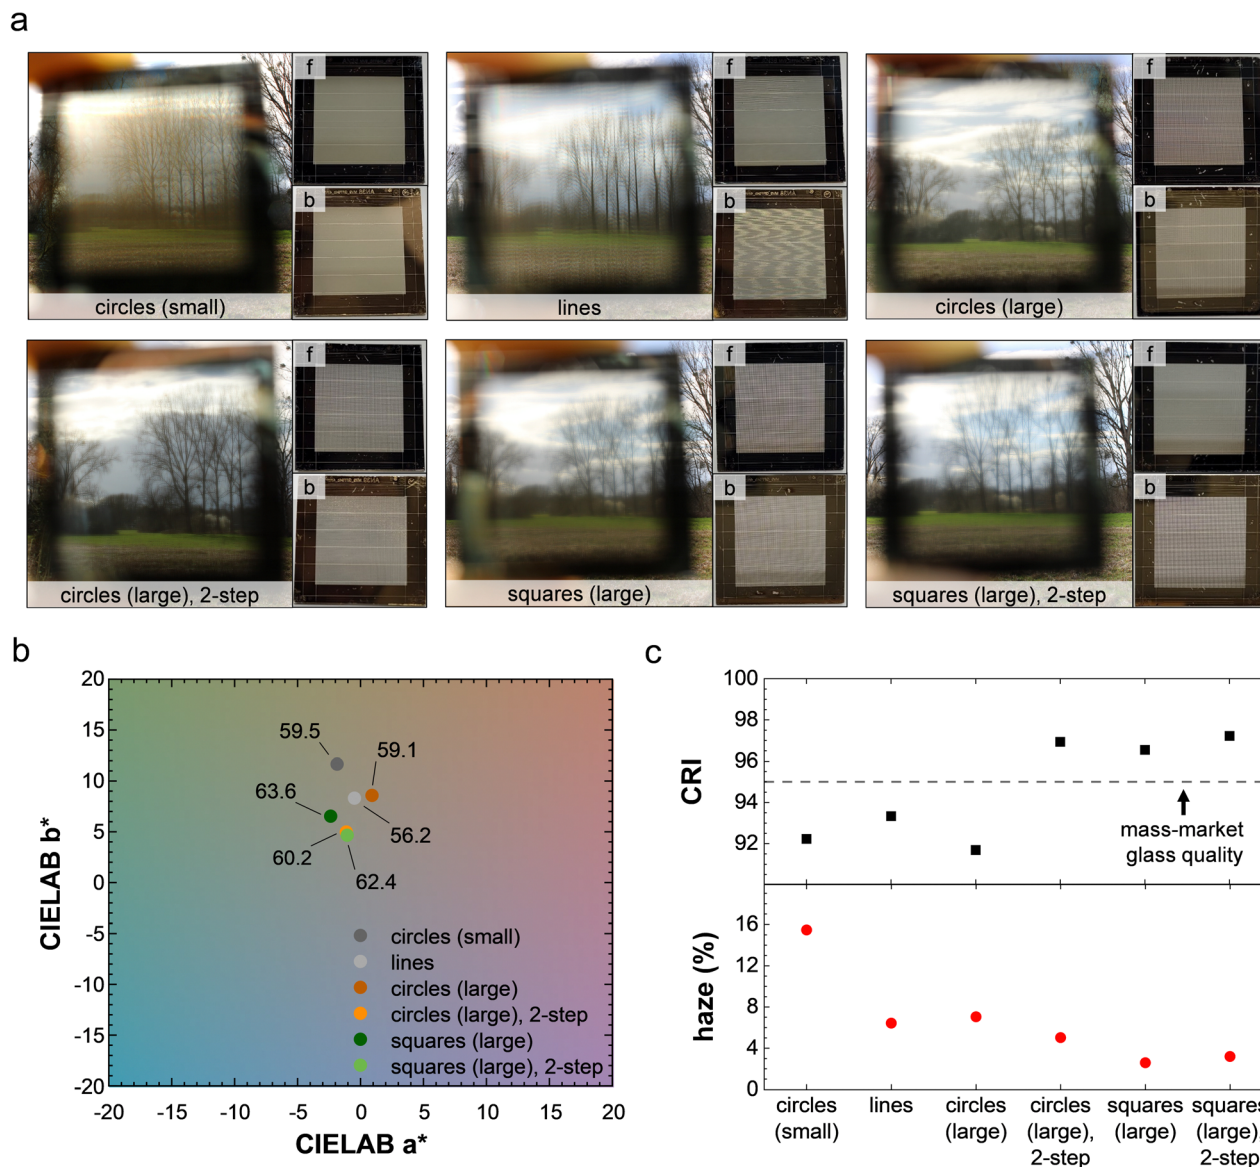 a
f
b
circles (small)
f
b
lines
f
b
circles (large)
f
b
circles (large), 2-step
f
b
squares (large)
f
b
squares (large), 2-step
b
20
15
10
5
0
-5
-10
-15
-20
CIELAB b*
59.5
59.1
63.6
56.2
60.2
62.4
circles (small)
lines
circles (large)
circles (large), 2-step
squares (large)
squares (large), 2-step
-20
-15
-10
-5
0
5
10
15
20
CIELAB a*
c
100
98
96
94
92
CRI
mass-market
glass quality
16
12
8
4
0
haze (%)
circles
(small)
lines
circles
(large)
circles
(large),
2-step
squares
(large)
square
(large)
2-step